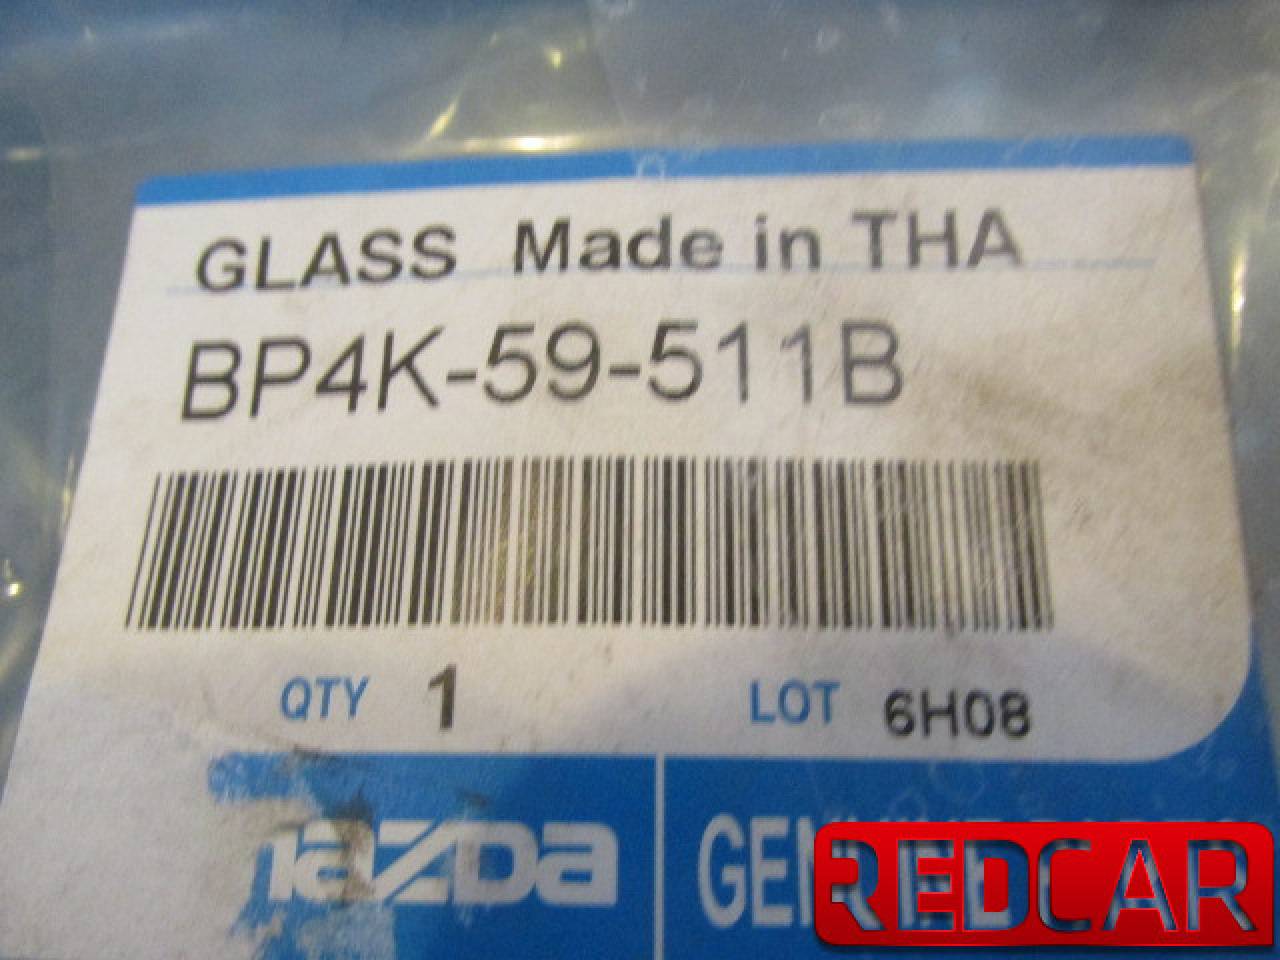 GLASS Made in THA
BP4K-59-511B
QTY 1 LOT 6H08
mazda
REDCAR